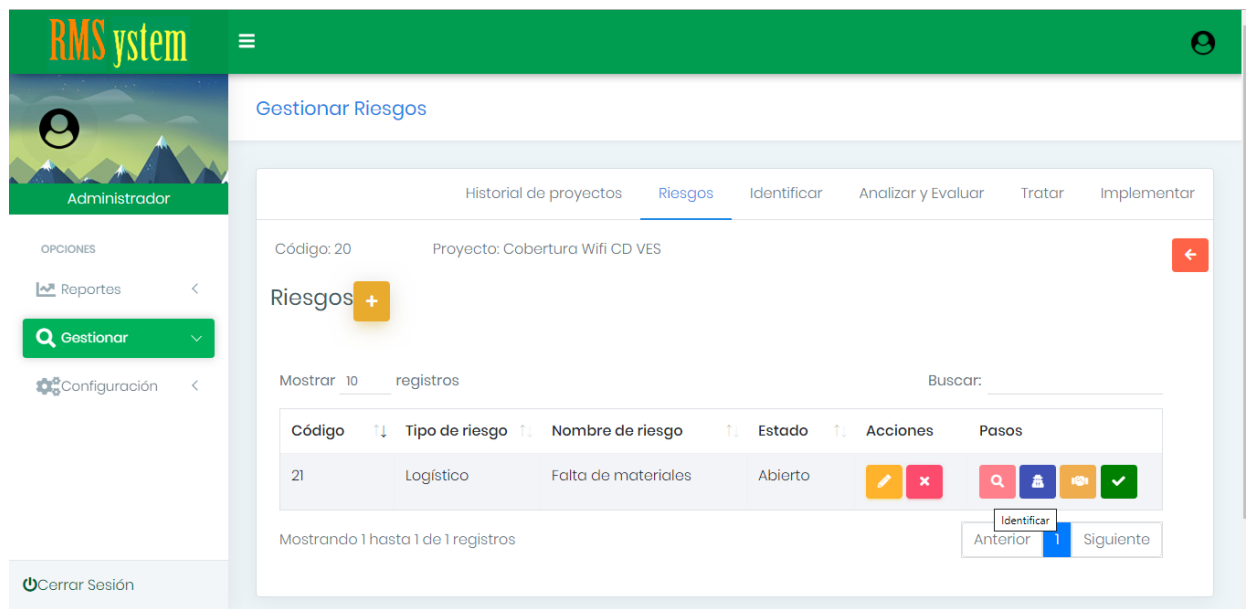 RMS ystem
Gestionar Riesgos
Administrador
Historial de proyectos Riesgos Identificar Analizar y Evaluar Tratar Implementar
OPCIONES
Código: 20 Proyecto: Cobertura Wifi CD VES
Reportes
Riesgos +
Gestionar
Configuración
Mostrar 10 registros Buscar:
Código Tipo de riesgo Nombre de riesgo Estado Acciones Pasos
21 Logístico Falta de materiales Abierto
Identificar
Mostrando 1 hasta 1 de 1 registros Anterior 1 Siguiente
Cerrar Sesión